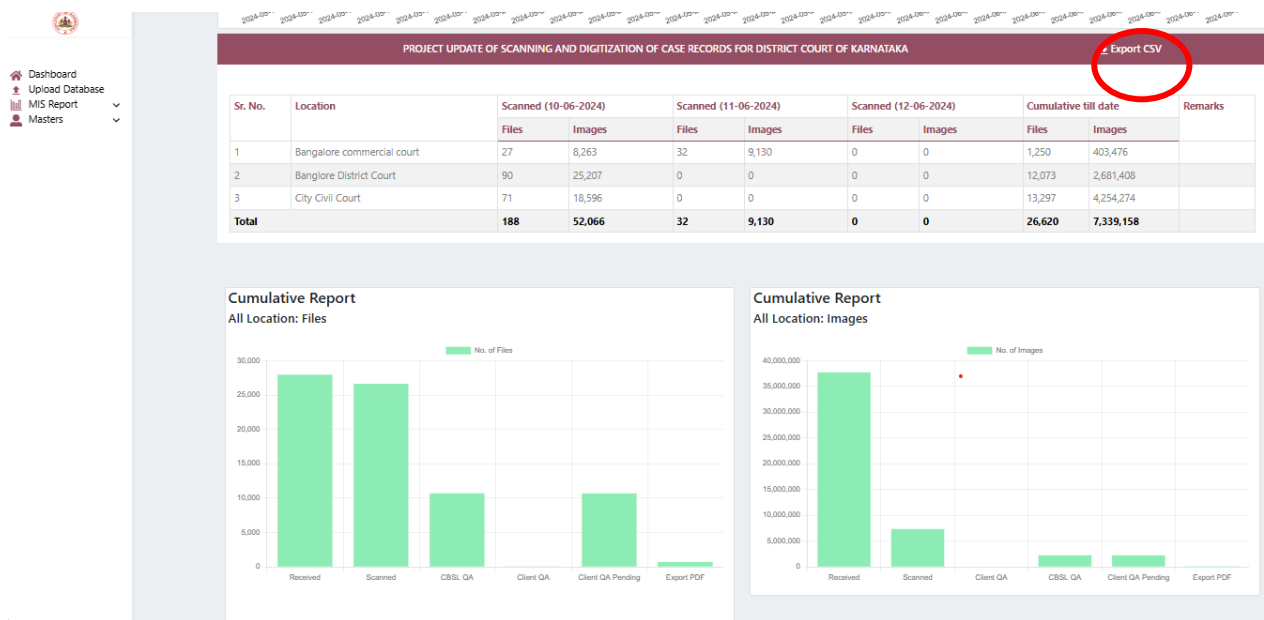 PROJECT UPDATE OF SCANNING AND DIGITIZATION OF CASE RECORDS FOR DISTRICT COURT OF KARNATAKA Export CSV
Dashboard
Upload Database
MIS Report
Masters
Sr. No. Location Scanned (10-06-2024) Scanned (11-06-2024) Scanned (12-06-2024) Cumulative till date Remarks
Files Images Files Images Files Images Files Images
1 Bangalore commercial court 27 8,263 32 9,130 0 0 1,250 403,476
2 Banglore District Court 90 25,207 0 0 0 0 12,073 2,681,408
3 City Civil Court 71 18,596 0 0 0 0 13,297 4,254,274
Total 188 52,066 32 9,130 0 0 26,620 7,339,158
Cumulative Report
All Location: Files
No. of Files
30,000
25,000
20,000
15,000
10,000
5,000
0
Received Scanned CBSL QA Client QA Client QA Pending Export PDF
Cumulative Report
All Location: Images
No. of Images
40,000,000
35,000,000
30,000,000
25,000,000
20,000,000
15,000,000
10,000,000
5,000,000
0
Received Scanned Client QA CBSL QA Client QA Pending Export PDF